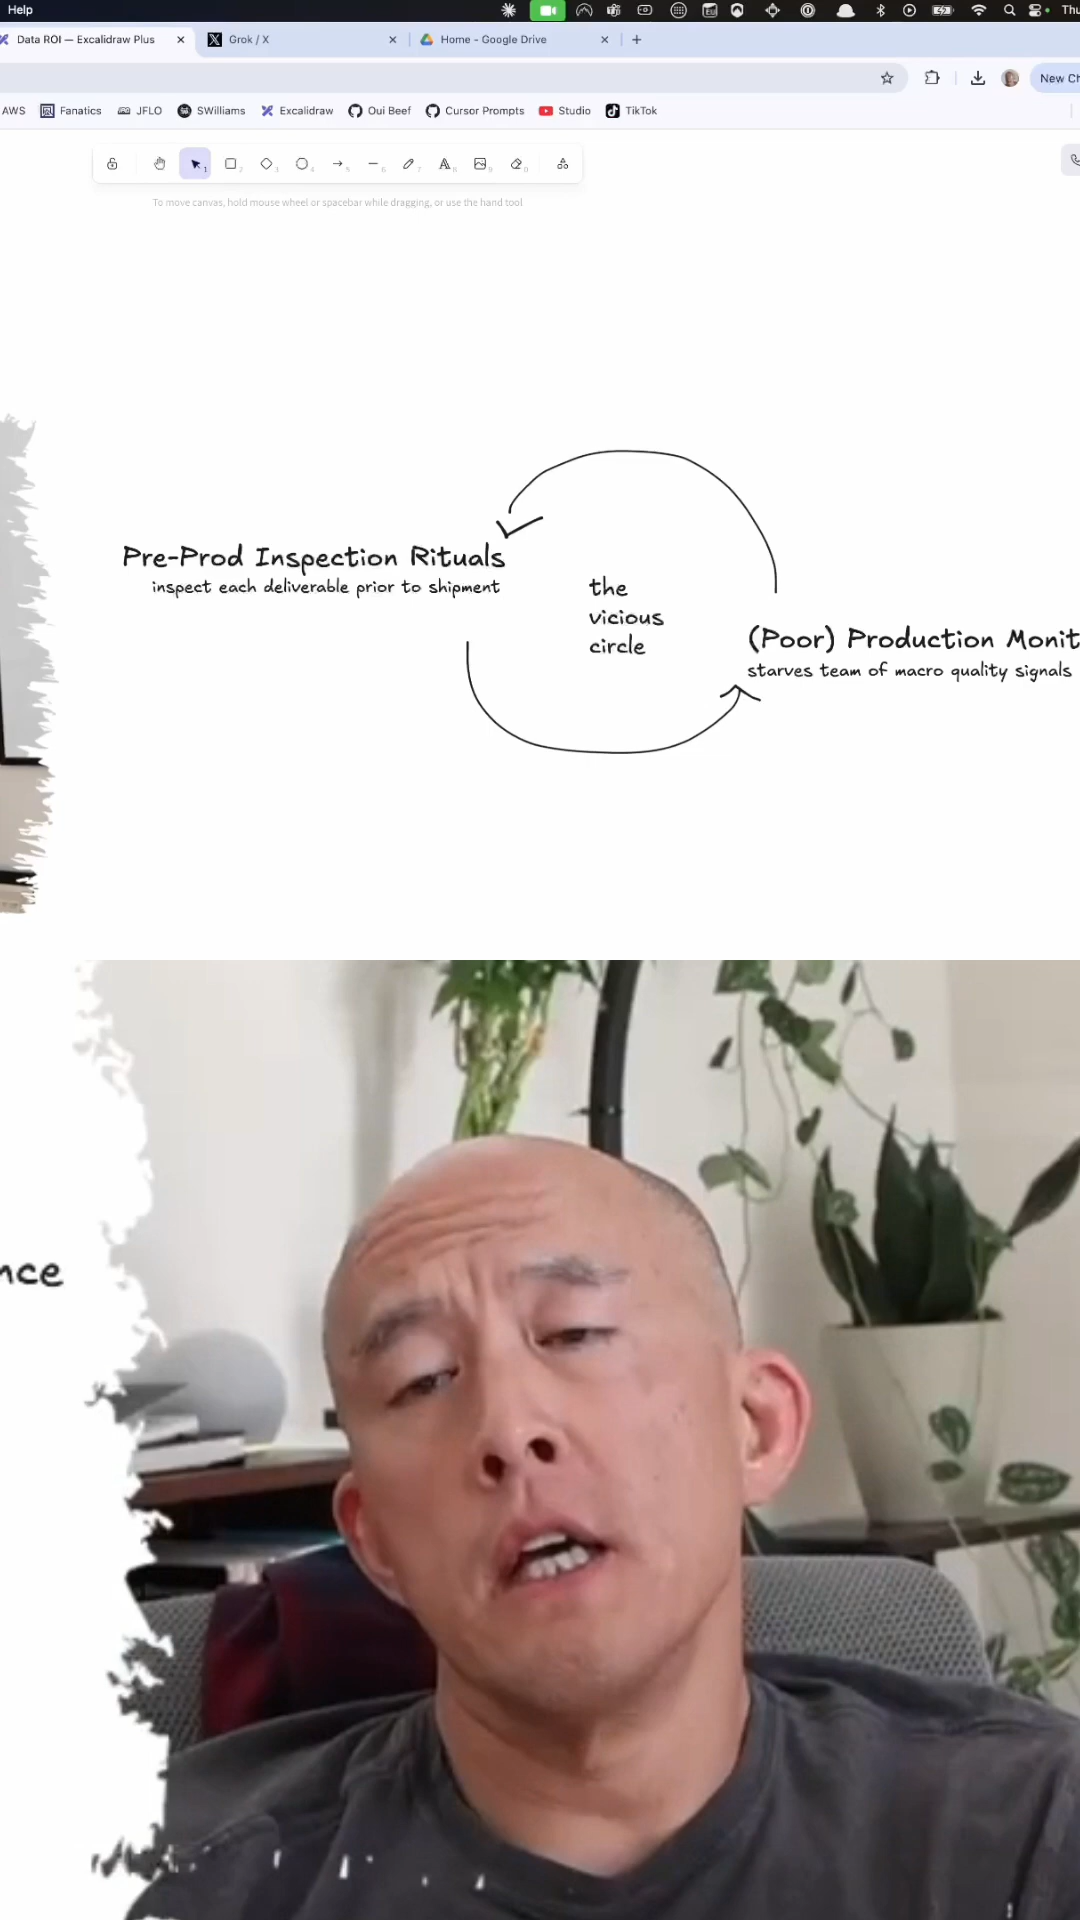 Help
Thu
Data ROI — Excalidraw Plus
Grok / X
Home - Google Drive
New Ch
AWS
Fanatics
JFLO
SWilliams
Excalidraw
Oui Beef
Cursor Prompts
Studio
TikTok
To move canvas, hold mouse wheel or spacebar while dragging, or use the hand tool
Pre-Prod Inspection Rituals
inspect each deliverable prior to shipment
the
vicious
circle
(Poor) Production Monit
starves team of macro quality signals
nce